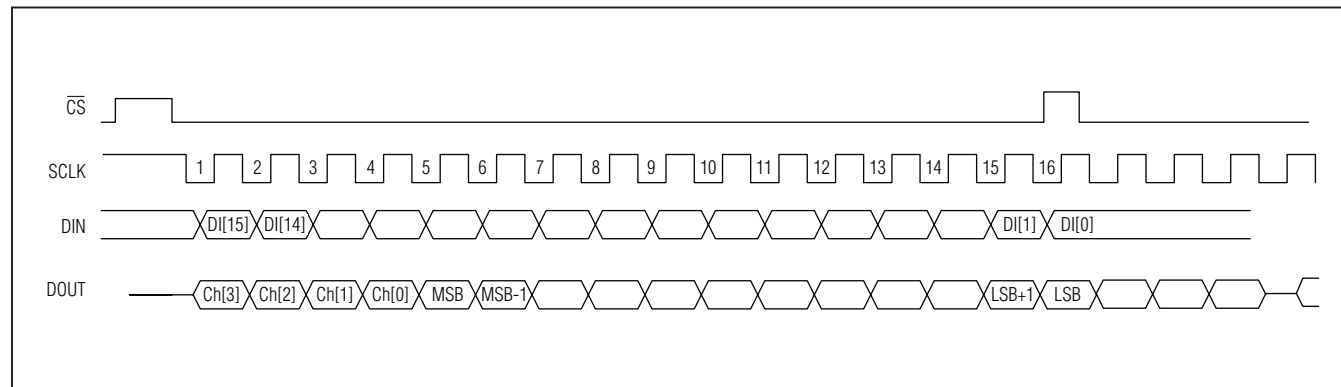 C̅S̅
SCLK 1 2 3 4 5 6 7 8 9 10 11 12 13 14 15 16
DIN DI[15] DI[14] DI[1] DI[0]
DOUT Ch[3] Ch[2] Ch[1] Ch[0] MSB MSB-1 LSB+1 LSB